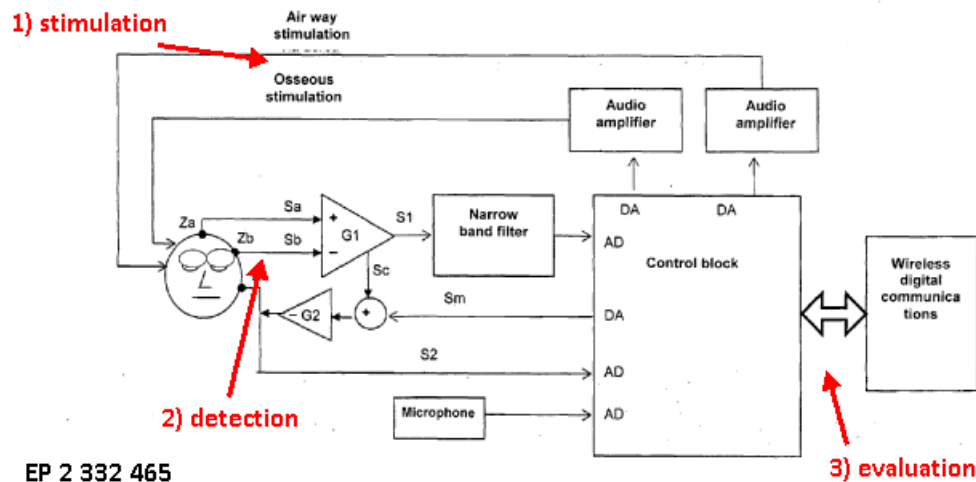 1) stimulation
Air way
stimulation
Osseous
stimulation
Audio
amplifier
Audio
amplifier
Za
Sa
Zb
Sb
+
−
G1
S1
Sc
Narrow
band filter
DA
DA
AD
Control block
Wireless
digital
communica
tions
Sm
DA
+
− G2
S2
AD
Microphone
AD
2) detection
3) evaluation
EP 2 332 465